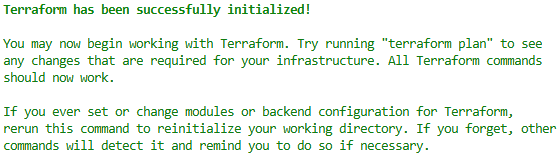 Terraform has been successfully initialized!
You may now begin working with Terraform. Try running "terraform plan" to see
any changes that are required for your infrastructure. All Terraform commands
should now work.
If you ever set or change modules or backend configuration for Terraform,
rerun this command to reinitialize your working directory. If you forget, other
commands will detect it and remind you to do so if necessary.